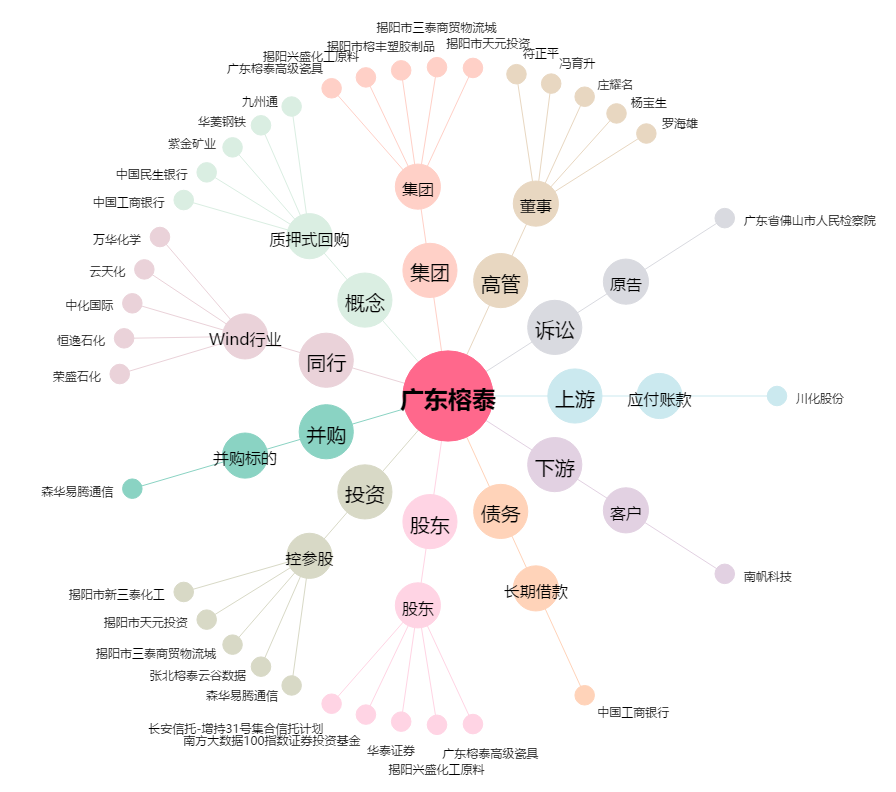 揭阳市三泰商贸物流城
揭阳市榕丰塑胶制品
揭阳市天元投资
揭阳兴盛化工原料
广东榕泰高级瓷具
符正平
冯育升
庄耀名
杨宝生
罗海雄
九州通
华菱钢铁
紫金矿业
中国民生银行
中国工商银行
集团
董事
质押式回购
广东省佛山市人民检察院
万华化学
云天化
中化国际
恒逸石化
荣盛石化
集团
高管
原告
概念
诉讼
Wind行业
同行
广东榕泰
上游
应付账款
川化股份
并购
并购标的
森华易腾通信
下游
客户
南帆科技
投资
股东
债务
控参股
长期借款
股东
揭阳市新三泰化工
揭阳市天元投资
揭阳市三泰商贸物流城
张北榕泰云谷数据
森华易腾通信
中国工商银行
长安信托-增持31号集合信托计划
南方大数据100指数证券投资基金
华泰证券
广东榕泰高级瓷具
揭阳兴盛化工原料